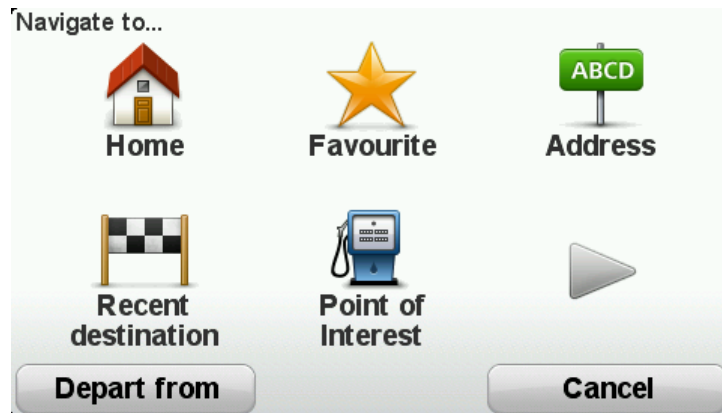 Navigate to...
ABCD
Home
Favourite
Address
Recent
destination
Point of
Interest
Depart from
Cancel